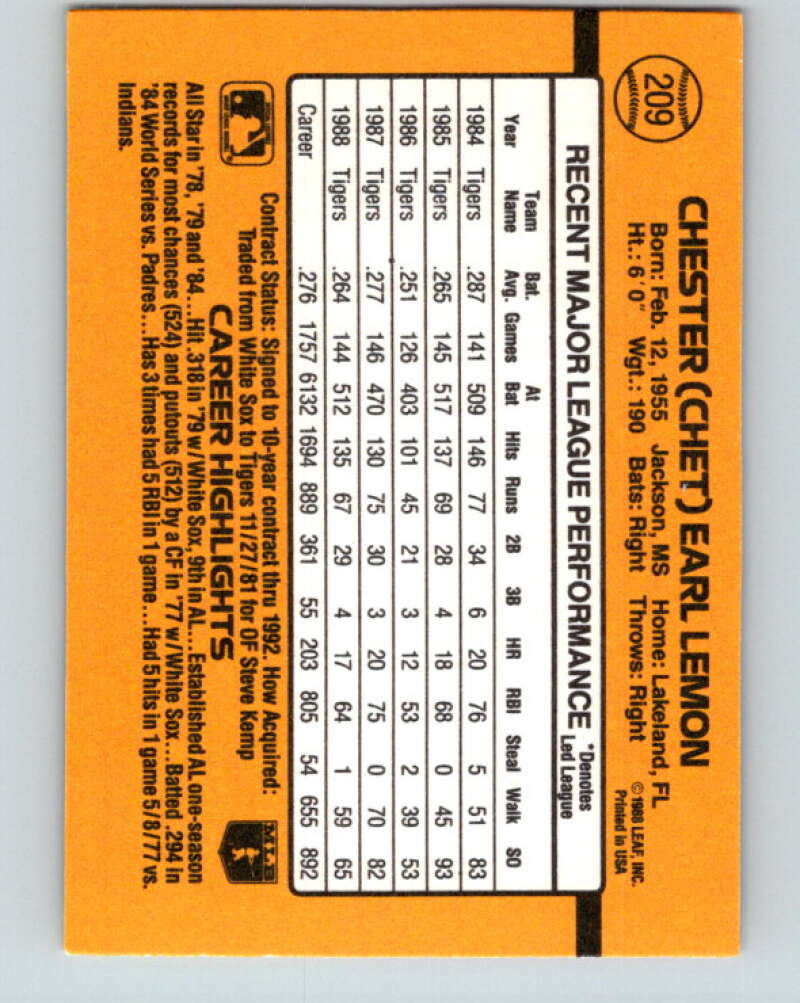 209
CHESTER (CHET) EARL LEMON
Born: Feb. 12, 1955 Jackson, MS Home: Lakeland, FL
Ht.: 6'0" Wgt.: 190 Bats: Right Throws: Right
© 1988 LEAF, INC.
Printed in USA
RECENT MAJOR LEAGUE PERFORMANCE *Denotes Led League
Year Team Name Bat. Avg. Games At Bat Hits Runs 2B 3B HR RBI Steal Walk SO
1984 Tigers .287 141 509 146 77 34 6 20 76 5 51 83
1985 Tigers .265 145 517 137 69 28 4 18 68 0 45 93
1986 Tigers .251 126 403 101 45 21 3 12 53 2 39 53
1987 Tigers .277 146 470 130 75 30 3 20 75 0 70 82
1988 Tigers .264 144 512 135 67 29 4 17 64 1 59 65
Career .276 1757 6132 1694 889 361 55 203 805 54 655 892
Contract Status: Signed to 10-year contract thru 1992. How Acquired:
Traded from White Sox to Tigers 11/27/81 for OF Steve Kemp
MLB
CAREER HIGHLIGHTS
All Star in '78, '79 and '84...Hit .318 in '79 w/White Sox, 9th in AL...Established AL one-season
records for most chances (524) and putouts (512) by a CF in '77 w/White Sox...Batted .294 in
'84 World Series vs. Padres...Has 3 times had 5 RBI in 1 game...Had 5 hits in 1 game 5/8/77 vs.
Indians.